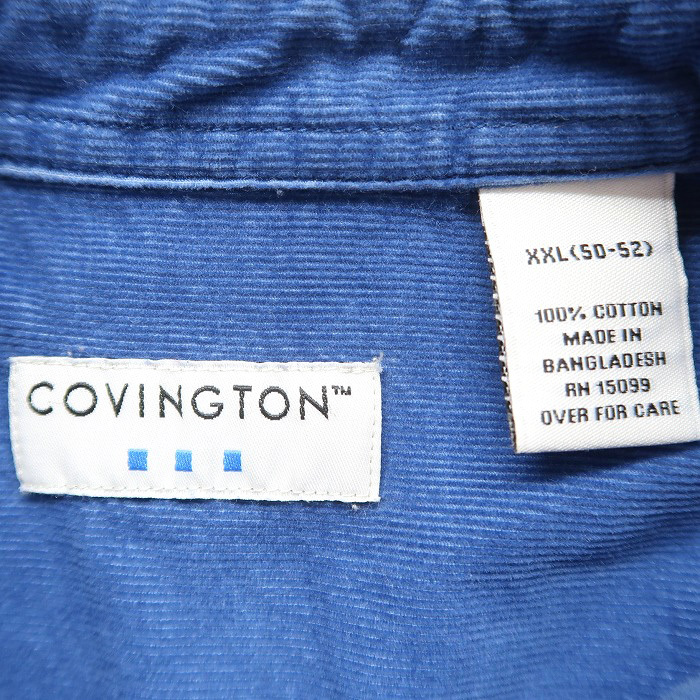 COVINGTON™
XXL(50-52)
100% COTTON
MADE IN
BANGLADESH
RN 15099
OVER FOR CARE